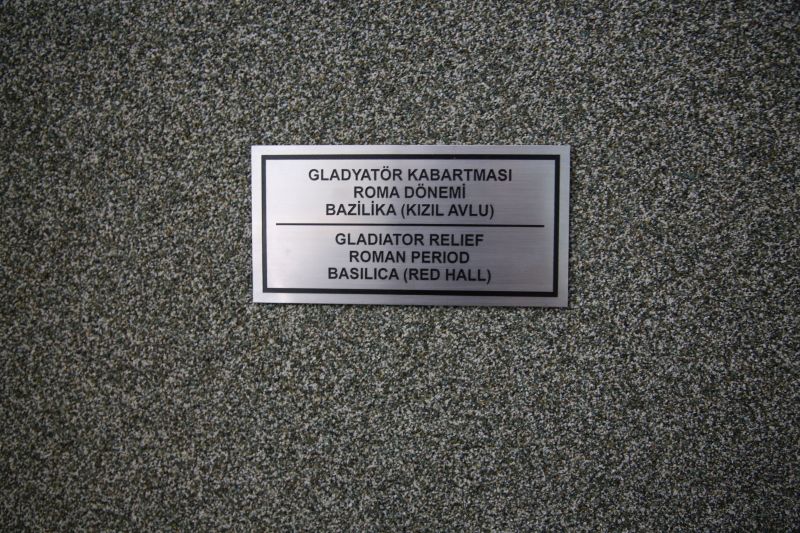 GLADYATÖR KABARTMASI
ROMA DÖNEMİ
BAZİLİKA (KIZIL AVLU)
GLADIATOR RELIEF
ROMAN PERIOD
BASILICA (RED HALL)